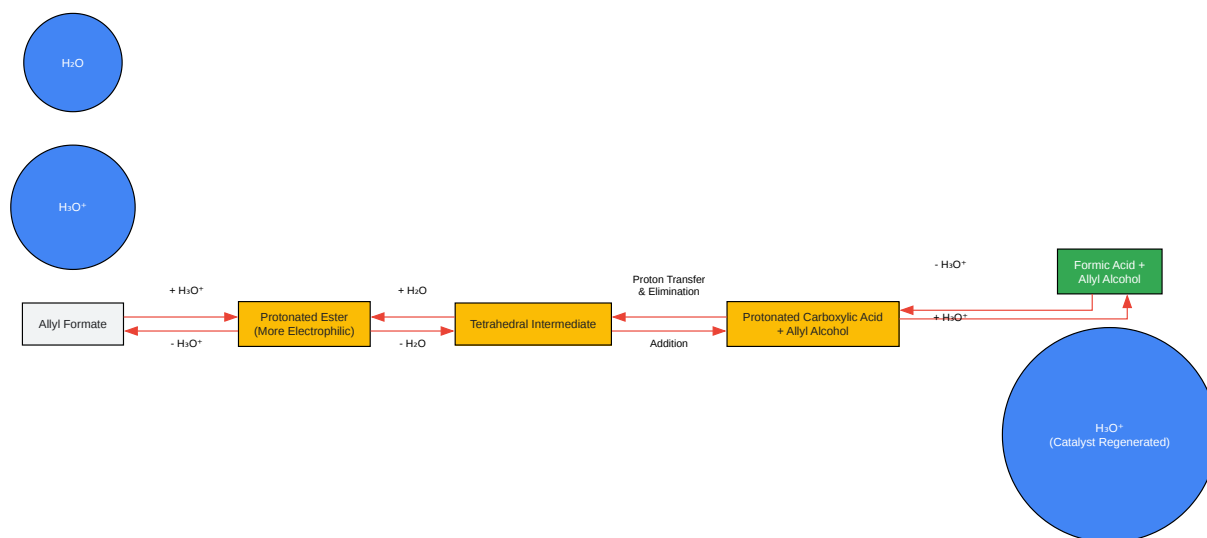 H₂O
H₃O⁺
Allyl Formate
+ H₃O⁺
- H₃O⁺
Protonated Ester
(More Electrophilic)
+ H₂O
- H₂O
Tetrahedral Intermediate
Proton Transfer
& Elimination
Addition
Protonated Carboxylic Acid
+ Allyl Alcohol
- H₃O⁺
+ H₃O⁺
Formic Acid +
Allyl Alcohol
H₃O⁺
(Catalyst Regenerated)